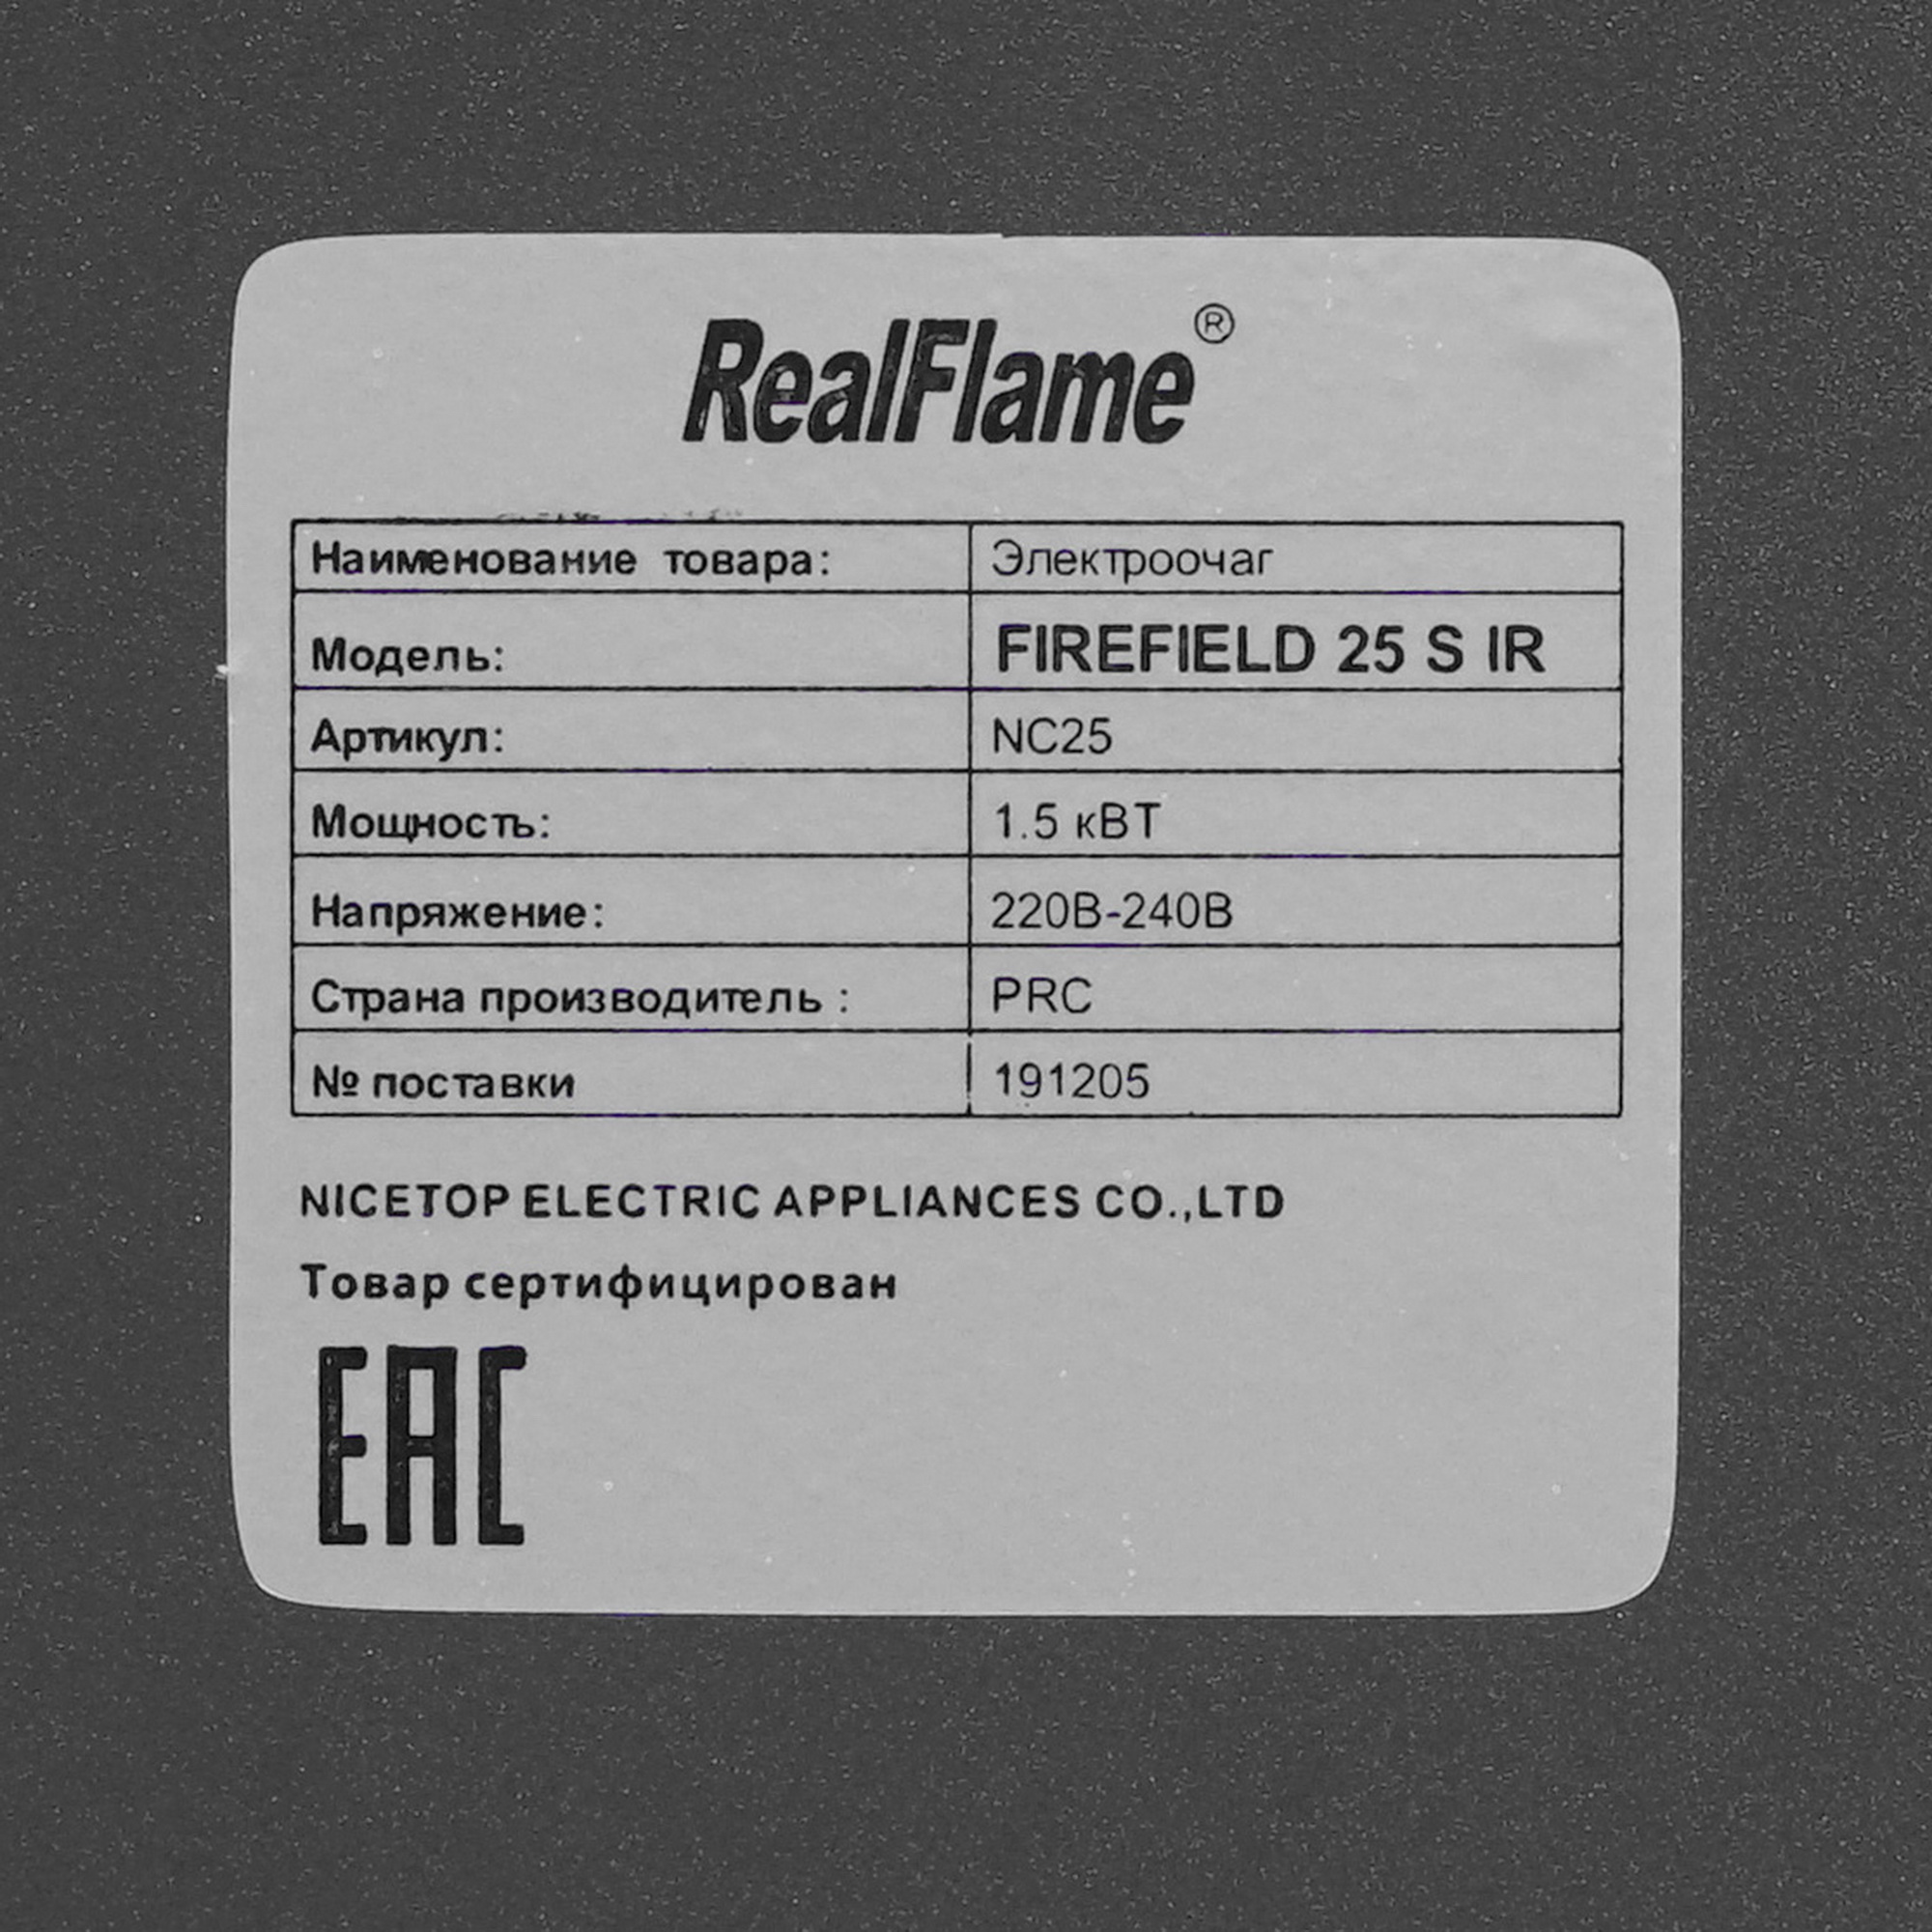 RealFlame®
Наименование товара: Электроочаг
Модель: FIREFIELD 25 S IR
Артикул: NC25
Мощность: 1.5 кВТ
Напряжение: 220В-240В
Страна производитель : PRC
№ поставки 191205
NICETOP ELECTRIC APPLIANCES CO.,LTD
Товар сертифицирован
EAC